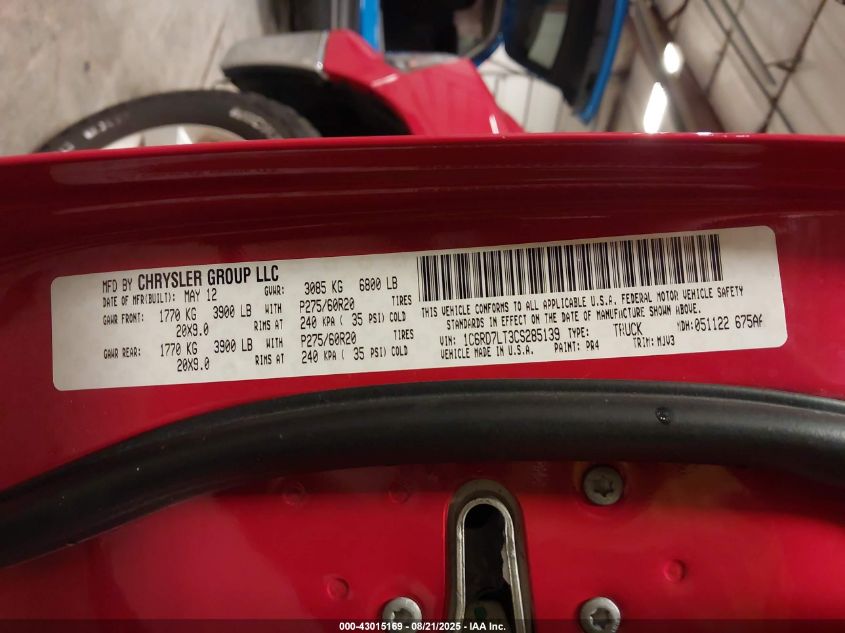 MFD BY CHRYSLER GROUP LLC
DATE OF MFR(BUILT): MAY 12 GVWR: 3085 KG 6800 LB
GAWR FRONT: 1770 KG 3900 LB WITH P275/60R20 TIRES
20X9.0 RIMS AT 240 KPA ( 35 PSI) COLD
GAWR REAR: 1770 KG 3900 LB WITH P275/60R20 TIRES
20X9.0 RIMS AT 240 KPA ( 35 PSI) COLD
THIS VEHICLE CONFORMS TO ALL APPLICABLE U.S.A. FEDERAL MOTOR VEHICLE SAFETY
STANDARDS IN EFFECT ON THE DATE OF MANUFACTURE SHOWN ABOVE
VIN: 1C6RD7LT3CS285139 TYPE: TRUCK MDH:051122 675AF
VEHICLE MADE IN U.S.A. PAINT: PR4 TRIM: MJV3
000-43015169 - 08/21/2025 - IAA Inc.